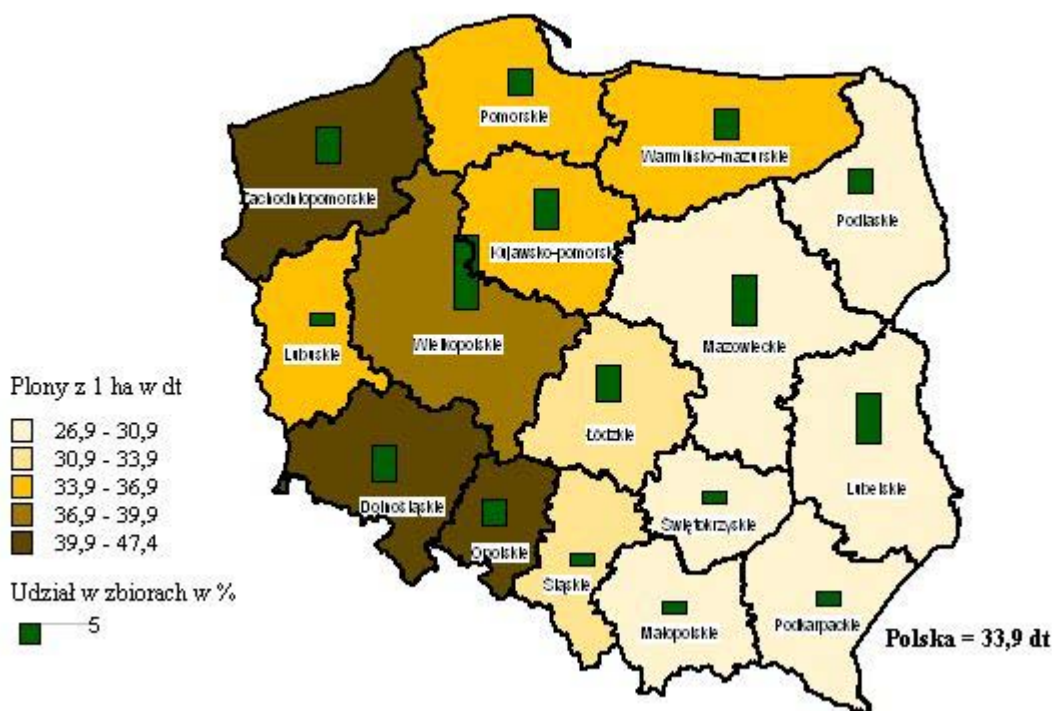 Pomorskie
Warmińsko-mazurskie
Zachodniopomorskie
Podlaskie
Kujawsko-pomorsk
Wielkopolskie
Mazowieckie
Lubuskie
Łódzkie
Lubelskie
Dolnośląskie
Świętokrzyskie
Opolskie
Śląskie
Małopolskie
Podkarpackie
Polska = 33,9 dt
Plony z 1 ha w dt
26,9 - 30,9
30,9 - 33,9
33,9 - 36,9
36,9 - 39,9
39,9 - 47,4
Udział w zbiorach w %
5